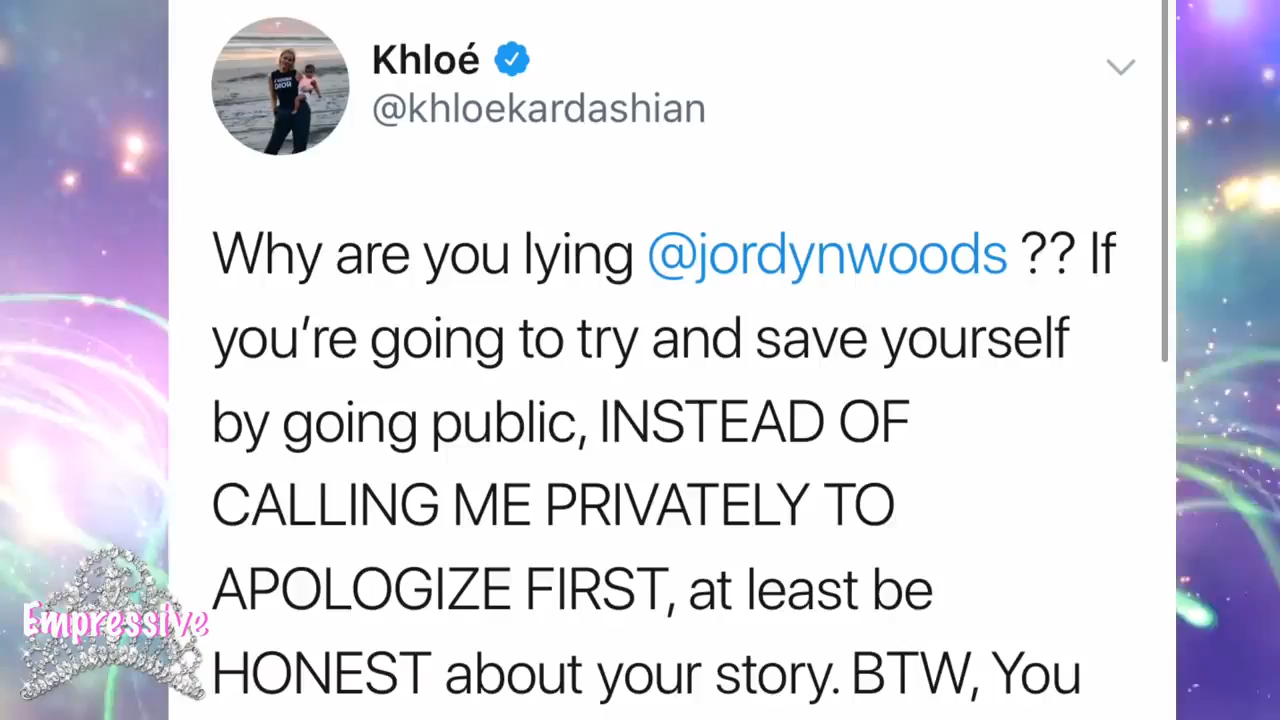 Khloé
@khloekardashian
Why are you lying @jordynwoods ?? If
you’re going to try and save yourself
by going public, INSTEAD OF
CALLING ME PRIVATELY TO
APOLOGIZE FIRST, at least be
HONEST about your story. BTW, You
Empressive